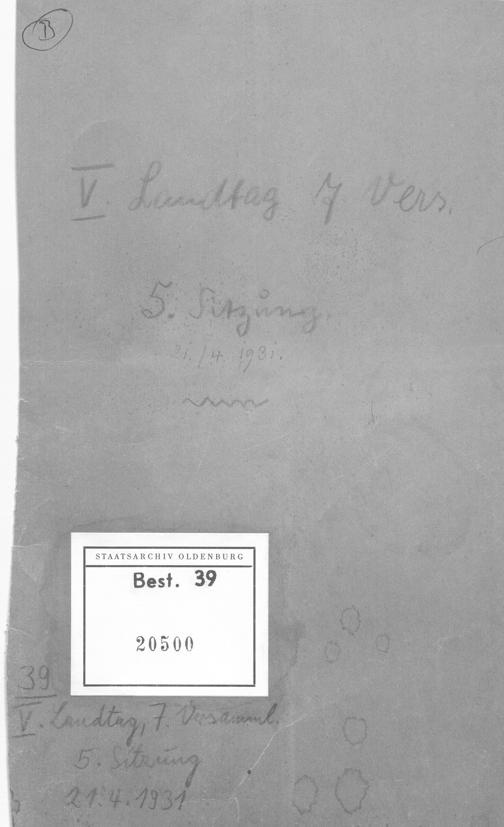 B
V. Landtag 7 Vers.
5. Sitzung.
21./4. 1931.
STAATSARCHIV OLDENBURG
Best. 39
20500
39
V. Landtag, 7. Versamml.
5. Sitzung
21.4.1931